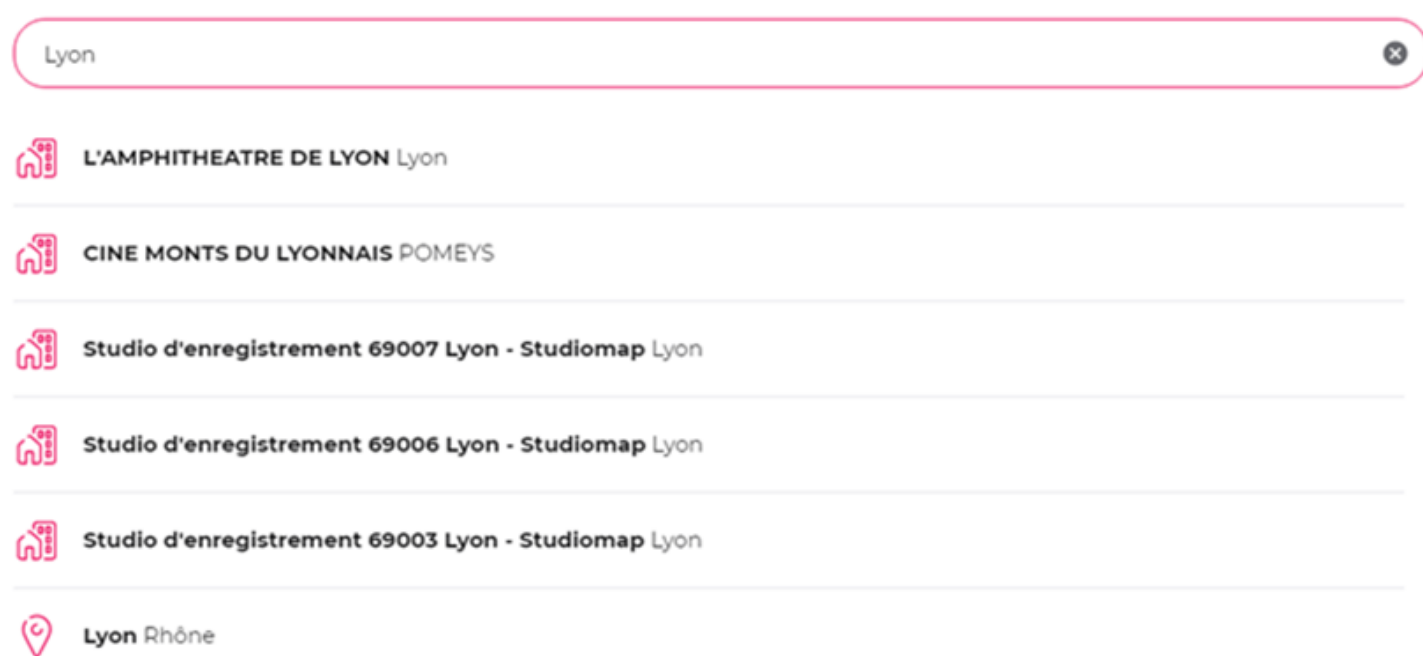 Lyon
L'AMPHITHEATRE DE LYON Lyon
CINE MONTS DU LYONNAIS POMEYS
Studio d'enregistrement 69007 Lyon - Studiomap Lyon
Studio d'enregistrement 69006 Lyon - Studiomap Lyon
Studio d'enregistrement 69003 Lyon - Studiomap Lyon
Lyon Rhône